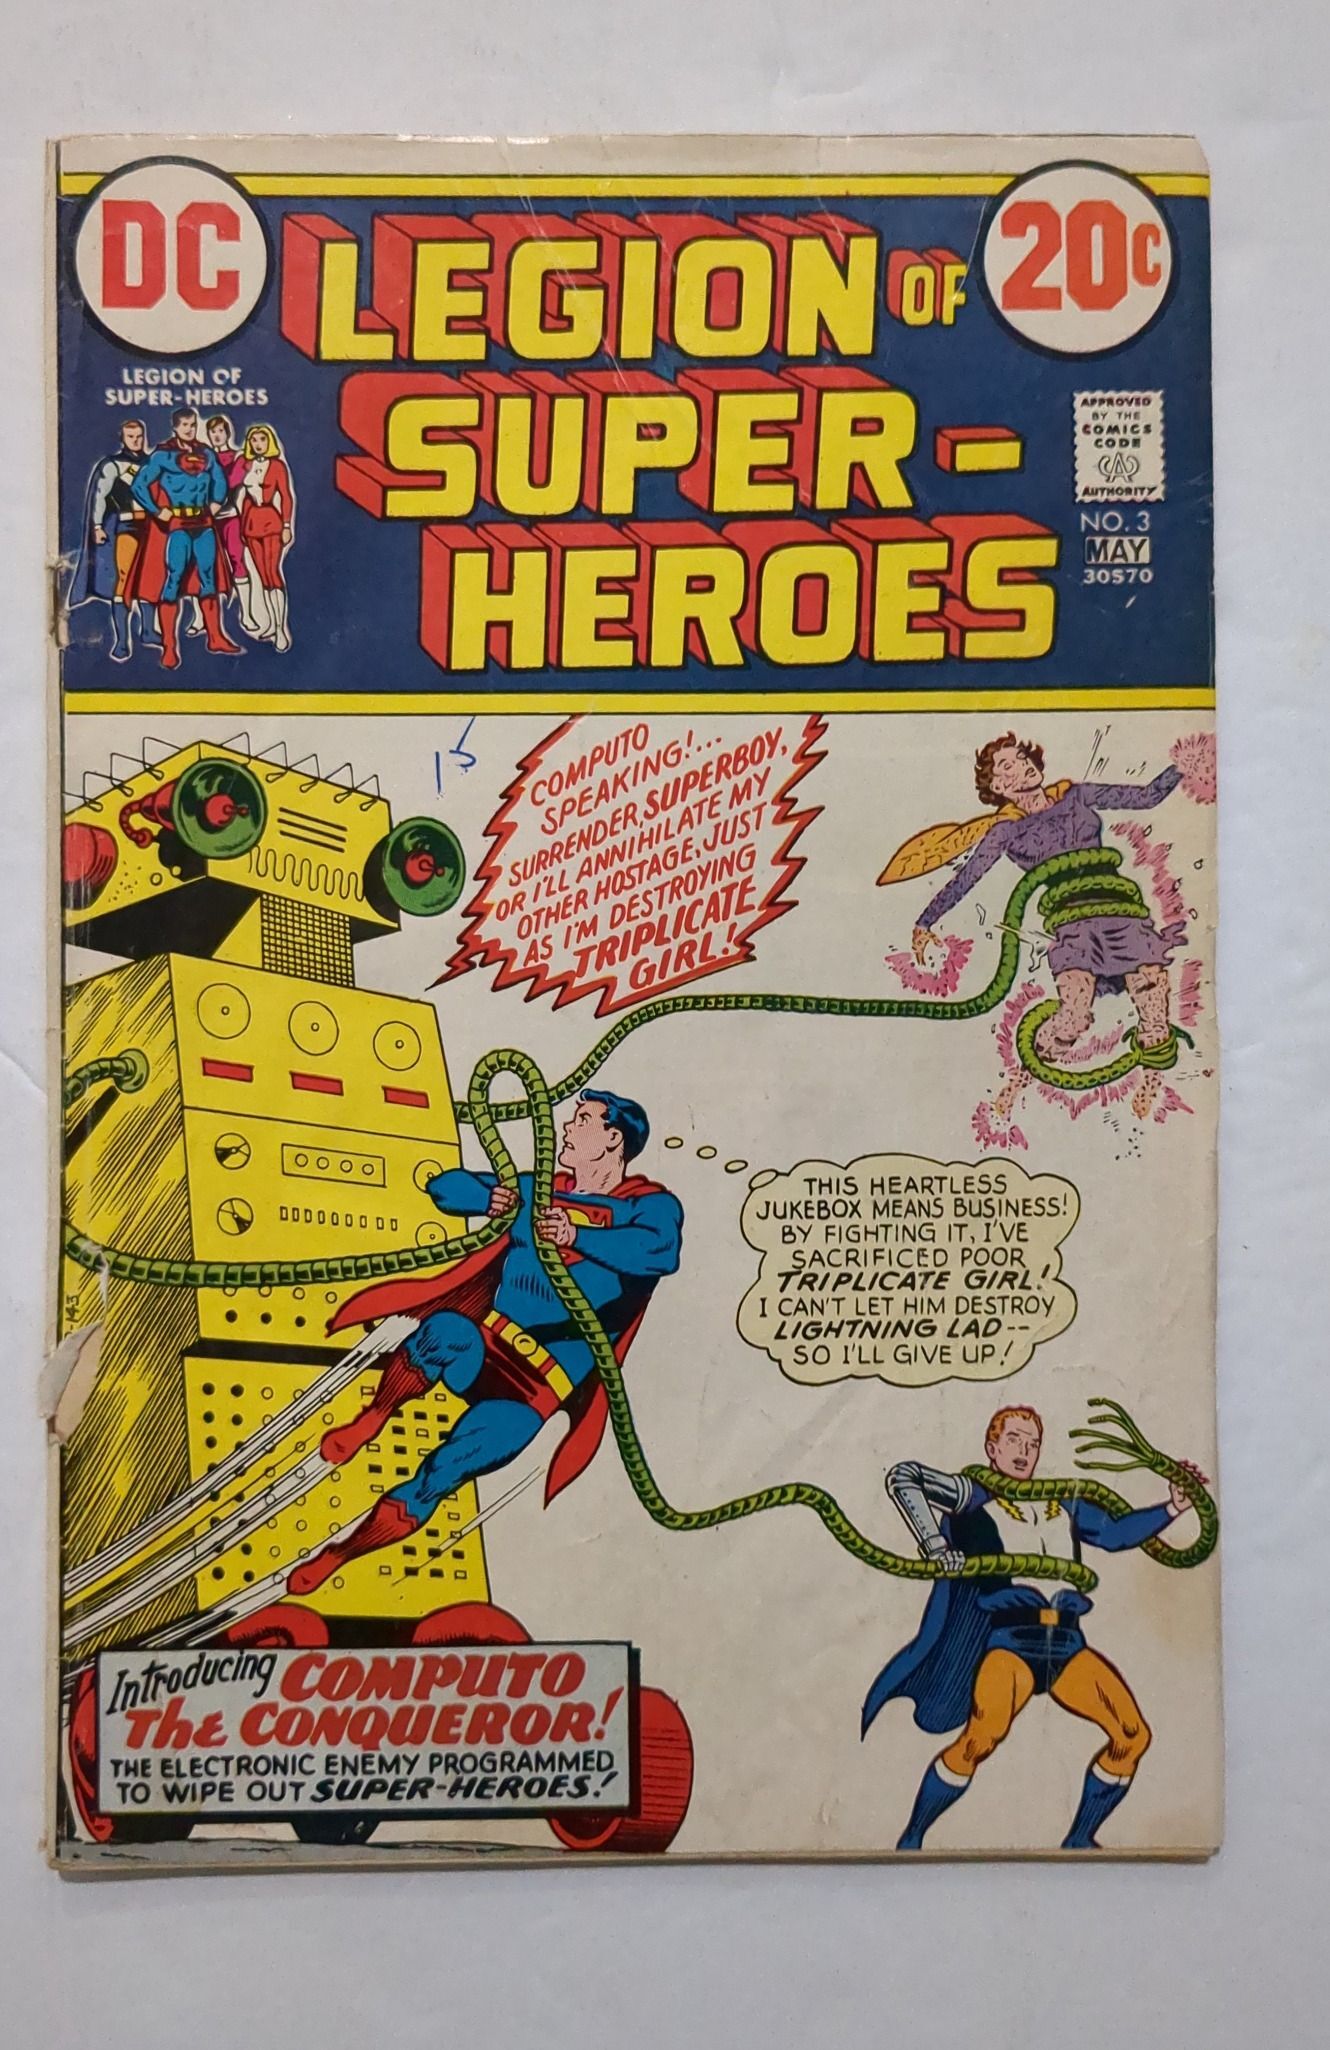 DC
LEGION OF
SUPER-
HEROES
20¢
LEGION OF
SUPER-HEROES
APPROVED
BY THE
COMICS
CODE
CA
AUTHORITY
NO. 3
MAY
30570
15
COMPUTO
SPEAKING!...
SURRENDER, SUPERBOY,
OR I'LL ANNIHILATE MY
OTHER HOSTAGE, JUST
AS I'M DESTROYING
TRIPLICATE
GIRL!
THIS HEARTLESS
JUKEBOX MEANS BUSINESS!
BY FIGHTING IT, I'VE
SACRIFICED POOR
TRIPLICATE GIRL!
I CAN'T LET HIM DESTROY
LIGHTNING LAD--
SO I'LL GIVE UP!
Introducing COMPUTO
The CONQUEROR!
THE ELECTRONIC ENEMY PROGRAMMED
TO WIPE OUT SUPER-HEROES!